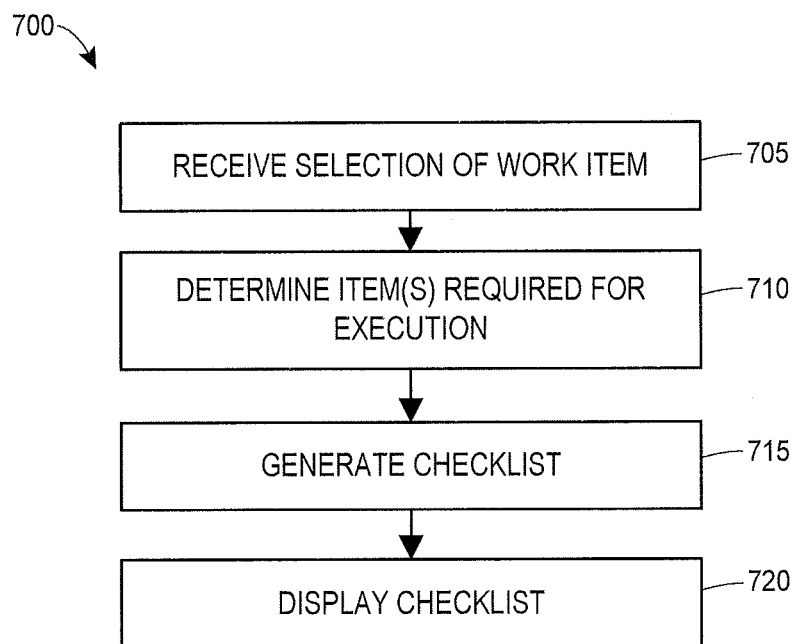 700
RECEIVE SELECTION OF WORK ITEM
705
DETERMINE ITEM(S) REQUIRED FOR
EXECUTION
710
GENERATE CHECKLIST
715
DISPLAY CHECKLIST
720